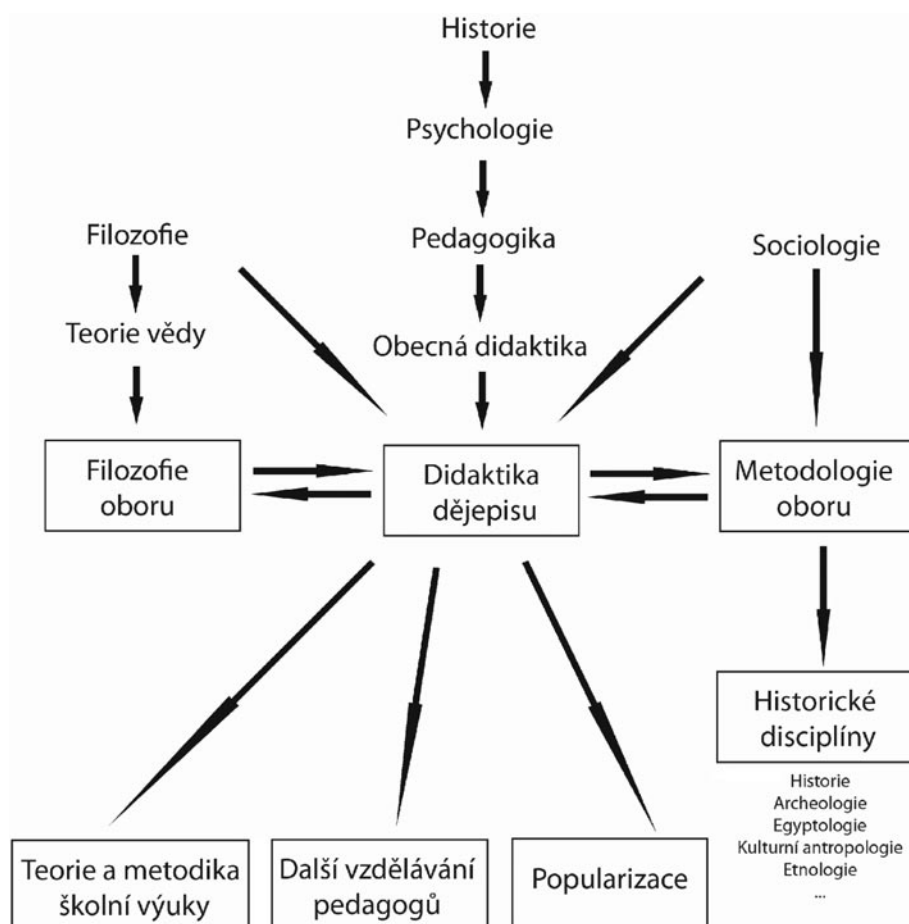 Historie
Psychologie
Filozofie
Pedagogika
Sociologie
Teorie vědy
Obecná didaktika
Filozofie
oboru
Didaktika
dějepisu
Metodologie
oboru
Historické
disciplíny
Historie
Archeologie
Egyptologie
Kulturní antropologie
Etnologie
...
Teorie a metodika
školní výuky
Další vzdělávání
pedagogů
Popularizace